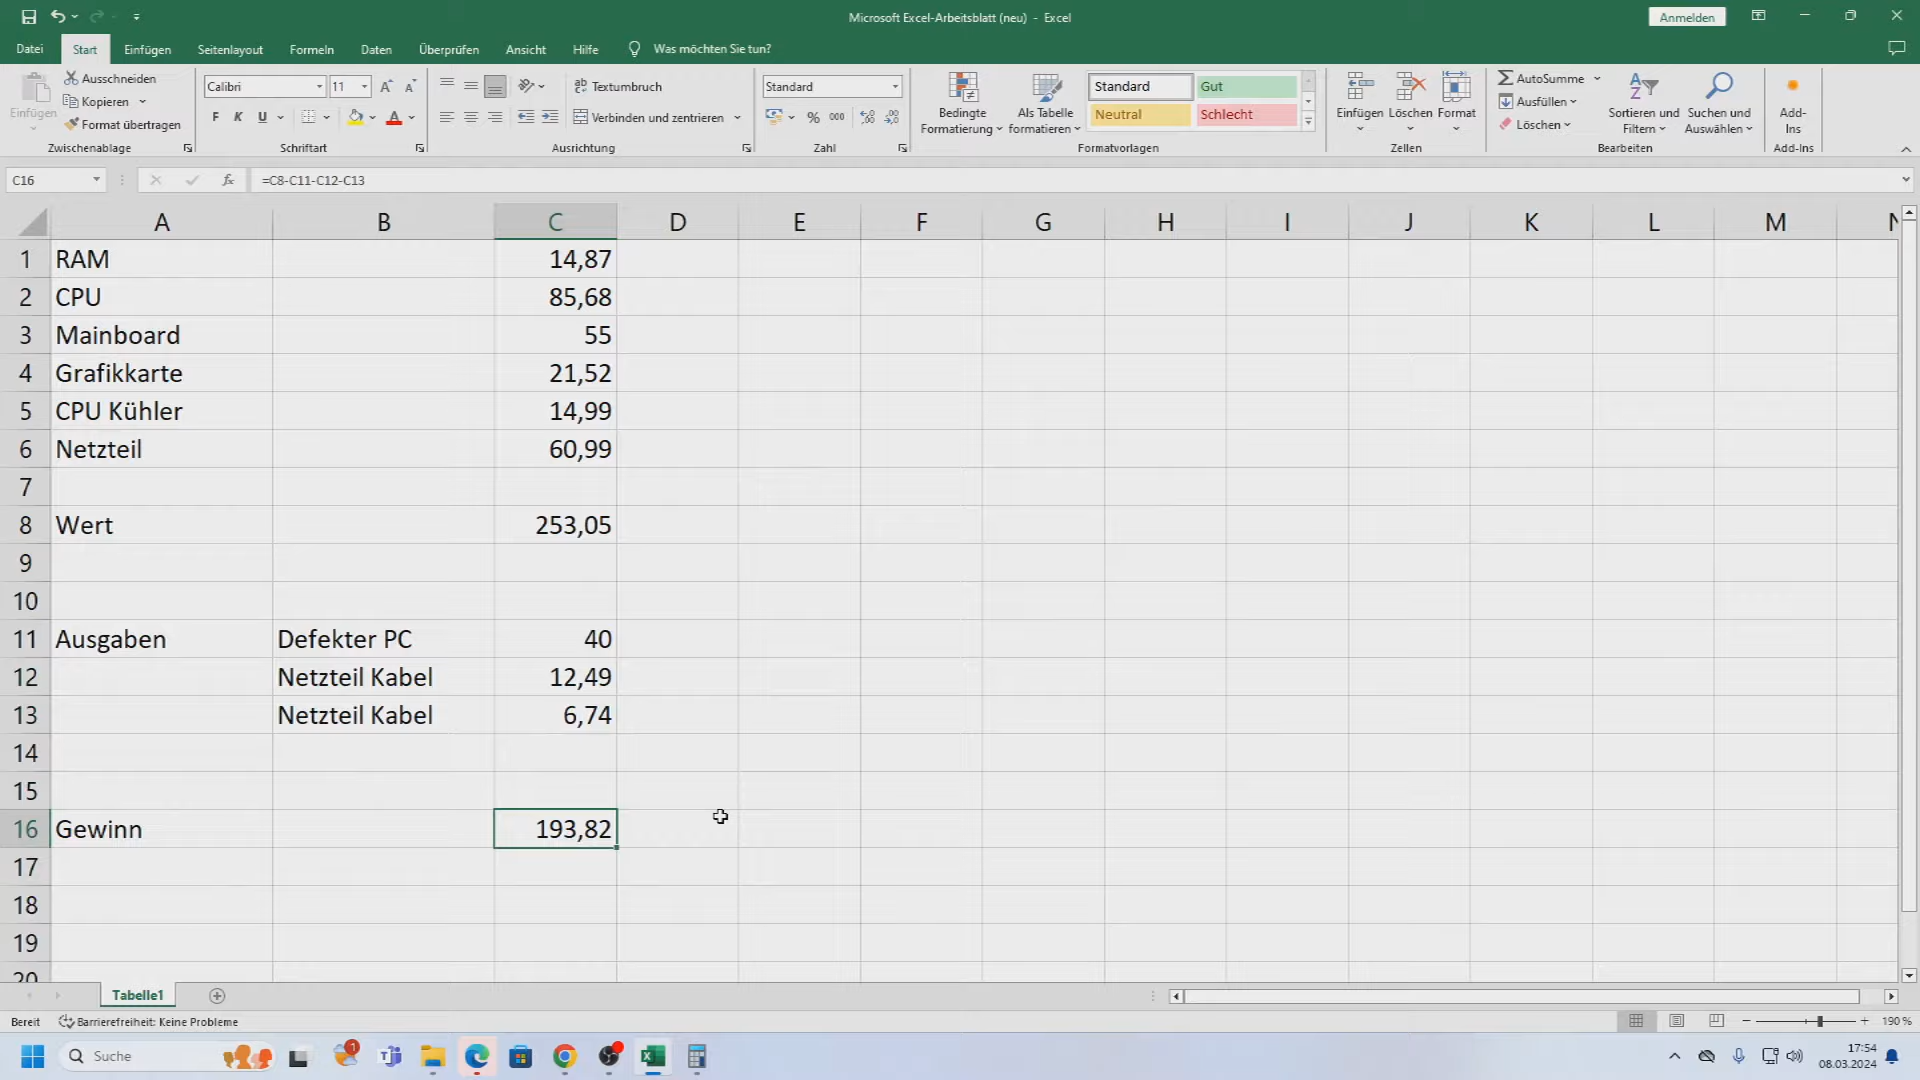 Microsoft Excel-Arbeitsblatt (neu) - Excel
Anmelden
Datei Start Einfügen Seitenlayout Formeln Daten Überprüfen Ansicht Hilfe Was möchten Sie tun?
Einfügen
Ausschneiden
Kopieren
Format übertragen
Zwischenablage
Calibri 11
F K U
Schriftart
Textumbruch
Verbinden und zentrieren
Ausrichtung
Standard
% 000
Zahl
Bedingte Formatierung
Als Tabelle formatieren
Standard Gut
Neutral Schlecht
Formatvorlagen
Einfügen Löschen Format
Zellen
AutoSumme
Ausfüllen
Löschen
Sortieren und Filtern
Suchen und Auswählen
Bearbeiten
Add-Ins
Add-Ins
C16 fx =C8-C11-C12-C13
A B C D E F G H I J K L M N
1 RAM 14,87
2 CPU 85,68
3 Mainboard 55
4 Grafikkarte 21,52
5 CPU Kühler 14,99
6 Netzteil 60,99
7
8 Wert 253,05
9
10
11 Ausgaben Defekter PC 40
12 Netzteil Kabel 12,49
13 Netzteil Kabel 6,74
14
15
16 Gewinn 193,82
17
18
19
20
Tabelle1
Bereit Barrierefreiheit: Keine Probleme 190 %
Suche 1 17:54
08.03.2024